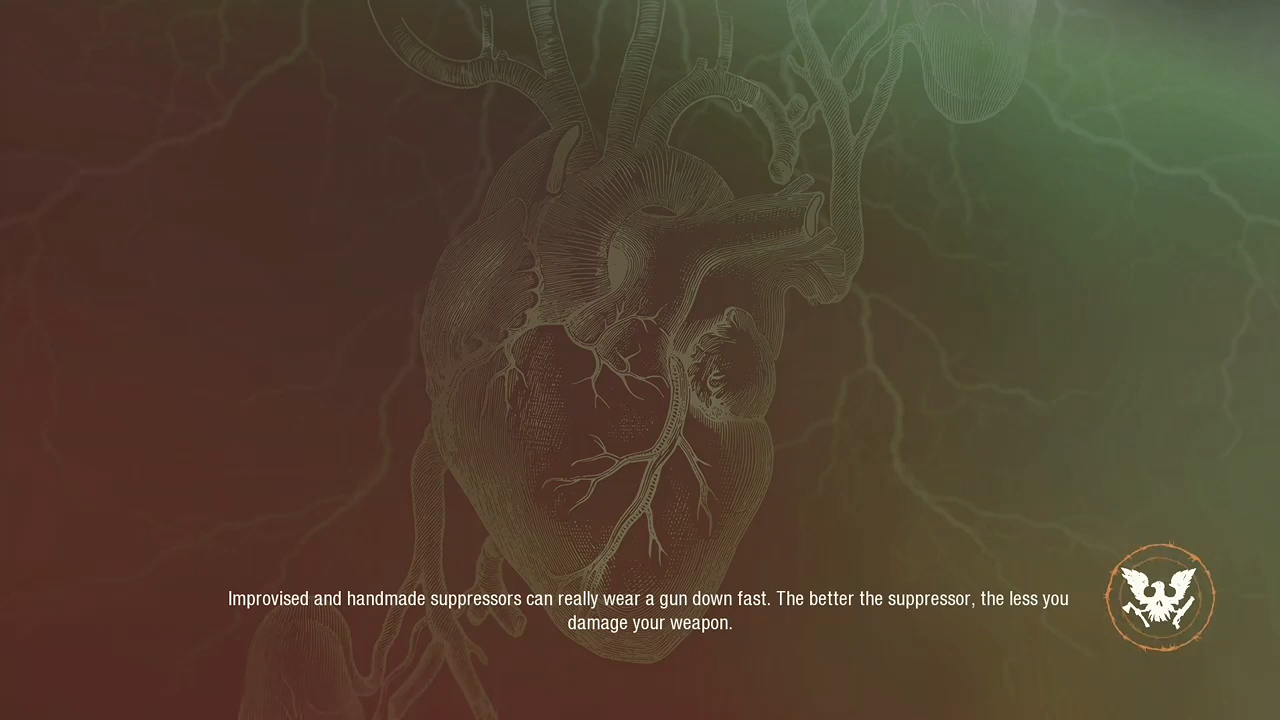 Improvised and handmade suppressors can really wear a gun down fast. The better the suppressor, the less you
damage your weapon.